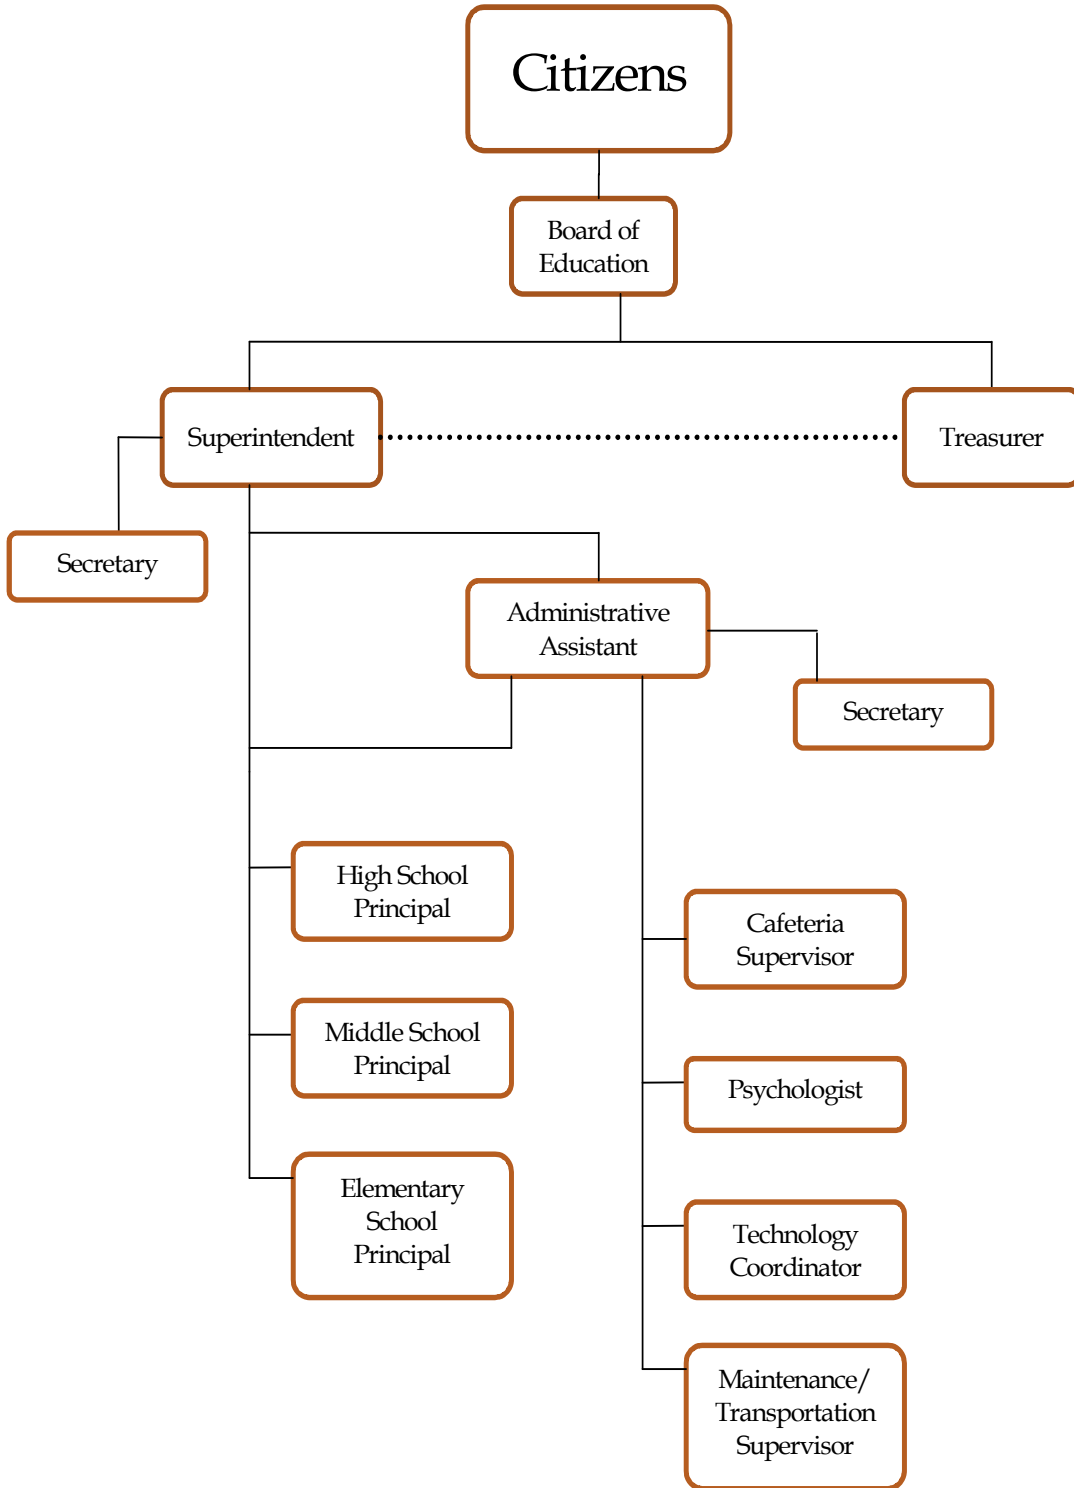 Citizens
Board of
Education
Superintendent
Treasurer
Secretary
Administrative
Assistant
Secretary
High School
Principal
Cafeteria
Supervisor
Middle School
Principal
Psychologist
Elementary
School
Principal
Technology
Coordinator
Maintenance/
Transportation
Supervisor